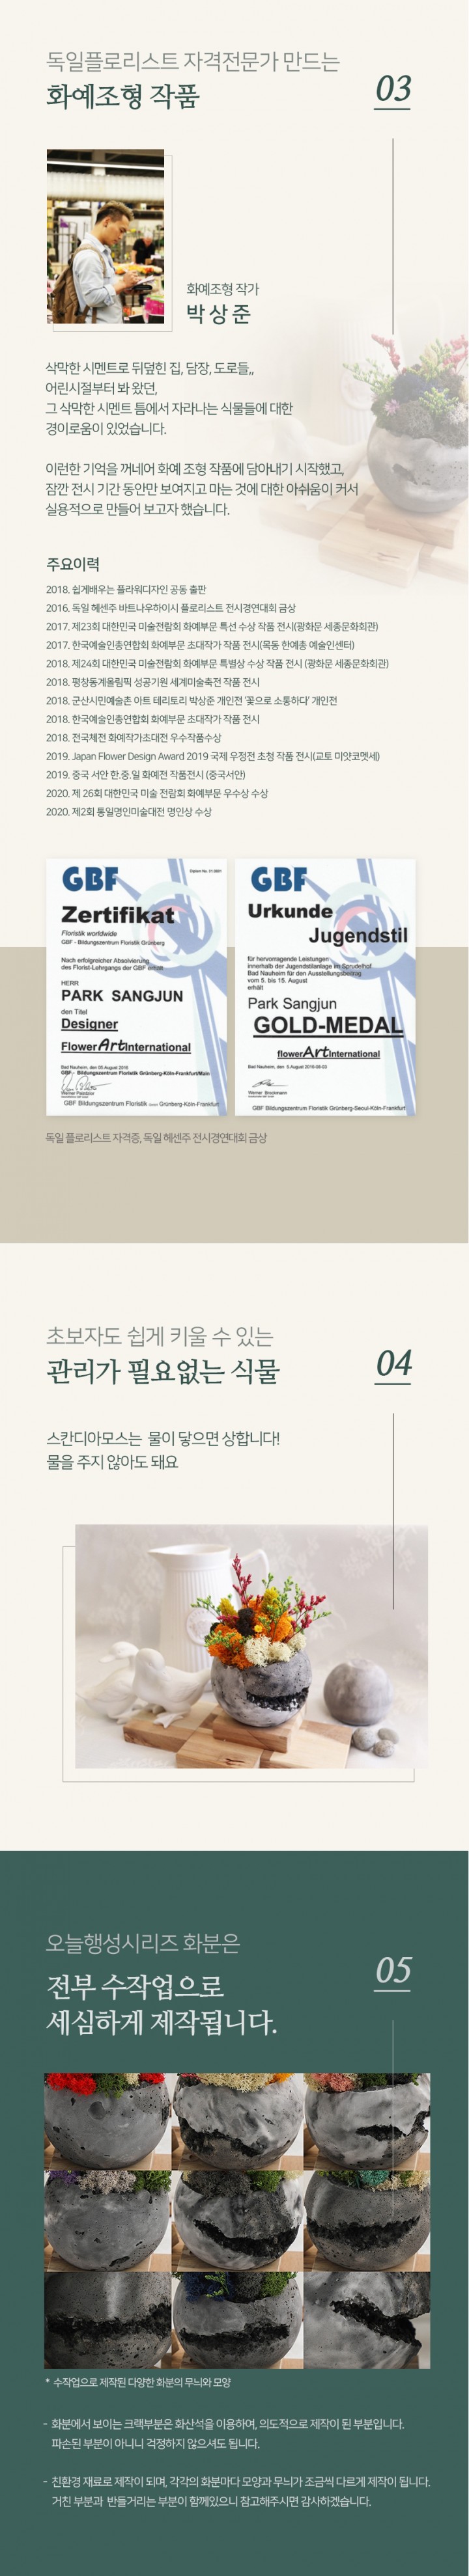 독일플로리스트 자격전문가 만드는
화예조형 작품
03
화예조형 작가
박상준
삭막한 시멘트로 뒤덮힌 집, 담장, 도로들,,
어린시절부터 봐 왔던,
그 삭막한 시멘트 틈에서 자라나는 식물들에 대한
경이로움이 있었습니다.
이런한 기억을 꺼내어 화예 조형 작품에 담아내기 시작했고,
잠깐 전시 기간 동안만 보여지고 마는 것에 대한 아쉬움이 커서
실용적으로 만들어 보고자 했습니다.
주요이력
2018. 쉽게배우는 플라워디자인 공동 출판
2016. 독일 헤센주 바트나우하이시 플로리스트 전시경연대회 금상
2017. 제23회 대한민국 미술전람회 화예부문 특선 수상 작품 전시(광화문 세종문화회관)
2017. 한국예술인총연합회 화예부문 초대작가 작품 전시(목동 한예총 예술인센터)
2018. 제24회 대한민국 미술전람회 화예부문 특별상 수상 작품 전시 (광화문 세종문화회관)
2018. 평창동계올림픽 성공기원 세계미술축전 작품 전시
2018. 군산시민예술촌 아트 테리토리 박상준 개인전 '꽃으로 소통하다' 개인전
2018. 한국예술인총연합회 화예부문 초대작가 작품 전시
2018. 전국체전 화예작가초대전 우수작품수상
2019. Japan Flower Design Award 2019 국제 우정전 초청 작품 전시(교토 미얏코멧세)
2019. 중국 서안 한.중.일 화예전 작품전시 (중국서안)
2020. 제 26회 대한민국 미술 전람회 화예부문 우수상 수상
2020. 제2회 통일명인미술대전 명인상 수상
GBF
Zertifikat
Floristik worldwide
GBF - Bildungszentrum Floristik Grünberg
Nach erfolgreicher Absolvierung
des Florist-Lehrgangs der GBF erhält
HERR
PARK SANGJUN
den Titel
Designer
FlowerArtInternational
Bad Nauheim, den 05.August 2016
GBF- Bildungszentrum Floristik Grünberg-Köln-Frankfurt/Main
GBF Bildungszentrum Floristik Grünberg-Köln-Frankfurt
GBF
Urkunde
Jugendstil
für hervorragende Leistungen
innerhalb der Jugendstilanlage im Sprudelhof
Bad Nauheim für den Ausstellungsbeitrag
vom 5. bis 15. August
erhält
Park Sangjun
GOLD-MEDAL
flowerArtInternational
Bad Nauheim, den 5.August 2016-08-03
GBF Bildungszentrum Floristik Grünberg-Seoul-Köln-Frankfurt
독일 플로리스트 자격증, 독일 헤센주 전시경연대회 금상
초보자도 쉽게 키울 수 있는
관리가 필요없는 식물
04
스칸디아모스는 물이 닿으면 상합니다!
물을 주지 않아도 돼요
오늘행성시리즈 화분은
전부 수작업으로
세심하게 제작됩니다.
05
* 수작업으로 제작된 다양한 화분의 무늬와 모양
- 화분에서 보이는 크랙부분은 화산석을 이용하여, 의도적으로 제작이 된 부분입니다.
파손된 부분이 아니니 걱정하지 않으셔도 됩니다.
- 친환경 재료로 제작이 되며, 각각의 화분마다 모양과 무늬가 조금씩 다르게 제작이 됩니다.
거친 부분과 반들거리는 부분이 함께있으니 참고해주시면 감사하겠습니다.